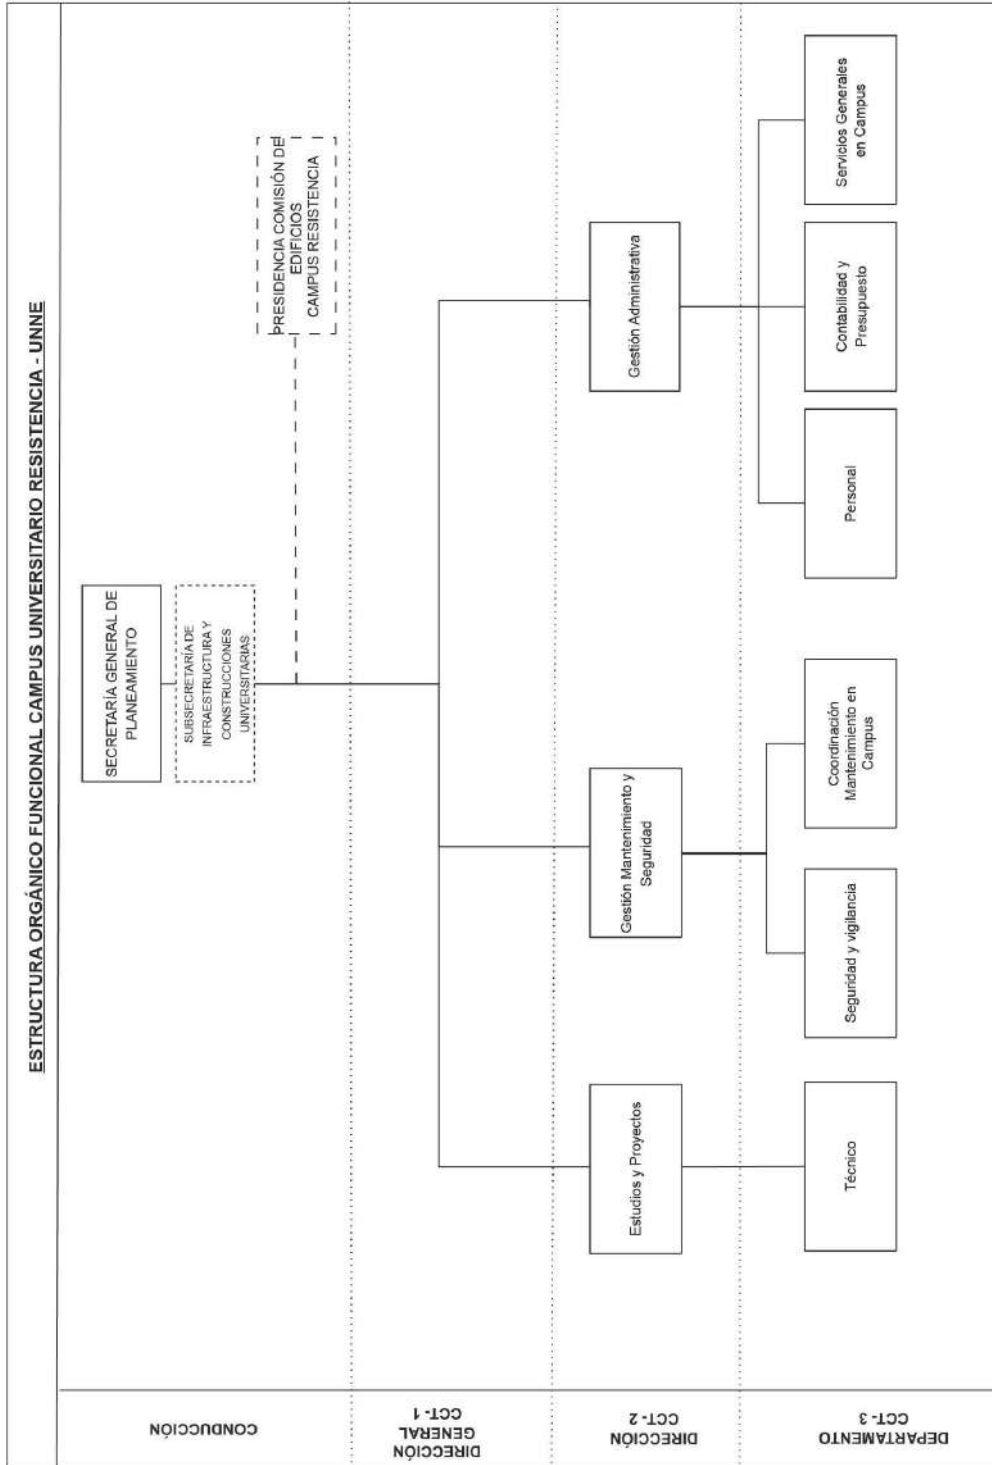 ESTRUCTURA ORGÁNICO FUNCIONAL CAMPUS UNIVERSITARIO RESISTENCIA - UNNE
CONDUCCIÓN
SECRETARÍA GENERAL DE
PLANEAMIENTO
SUBSECRETARÍA DE
INFRAESTRUCTURA Y
CONSTRUCCIONES
UNIVERSITARIAS
PRESIDENCIA COMISIÓN DE
EDIFICIOS
CAMPUS RESISTENCIA
DIRECCIÓN
GENERAL
CCT- 1
DIRECCIÓN
CCT- 2
Estudios y Proyectos
Gestión Mantenimiento y
Seguridad
Gestión Administrativa
DEPARTAMENTO
CCT- 3
Técnico
Seguridad y vigilancia
Coordinación
Mantenimiento en
Campus
Personal
Contabilidad y
Presupuesto
Servicios Generales
en Campus